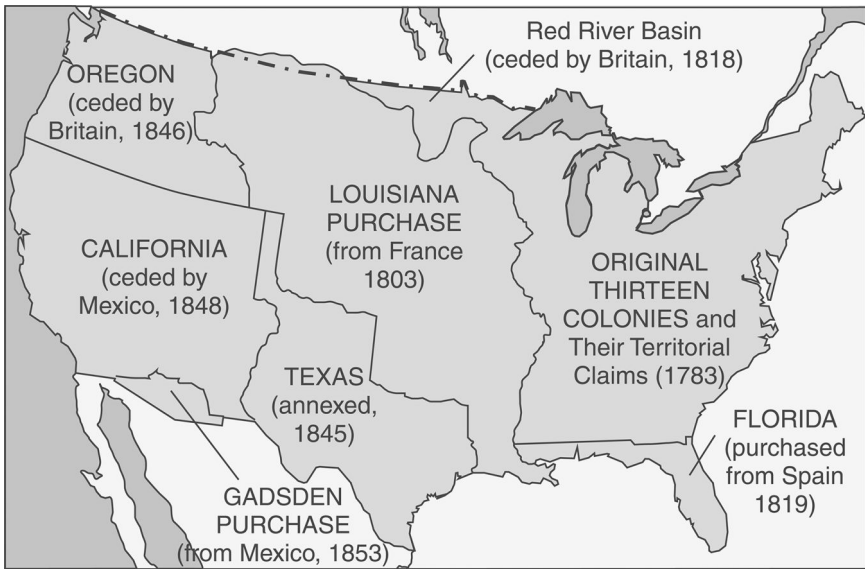 Red River Basin
(ceded by Britain, 1818)
OREGON
(ceded by
Britain, 1846)
LOUISIANA
PURCHASE
(from France
1803)
CALIFORNIA
(ceded by
Mexico, 1848)
ORIGINAL
THIRTEEN
COLONIES and
Their Territorial
Claims (1783)
TEXAS
(annexed,
1845)
FLORIDA
(purchased
from Spain
1819)
GADSDEN
PURCHASE
(from Mexico, 1853)